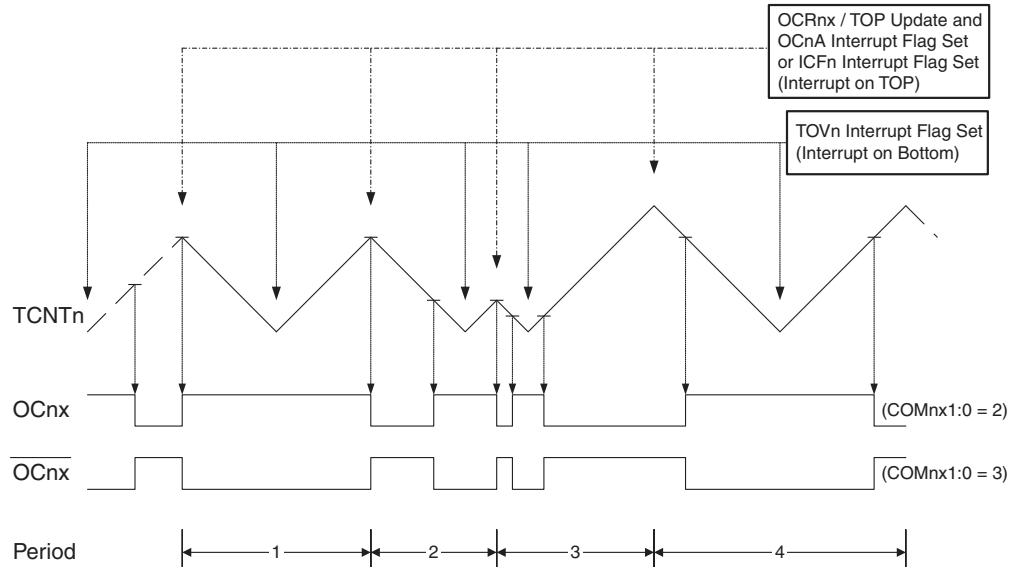 OCRnx / TOP Update and
OCnA Interrupt Flag Set
or ICFn Interrupt Flag Set
(Interrupt on TOP)
TOVn Interrupt Flag Set
(Interrupt on Bottom)
TCNTn
OCnx
(COMnx1:0 = 2)
OCnx
(COMnx1:0 = 3)
Period
1
2
3
4